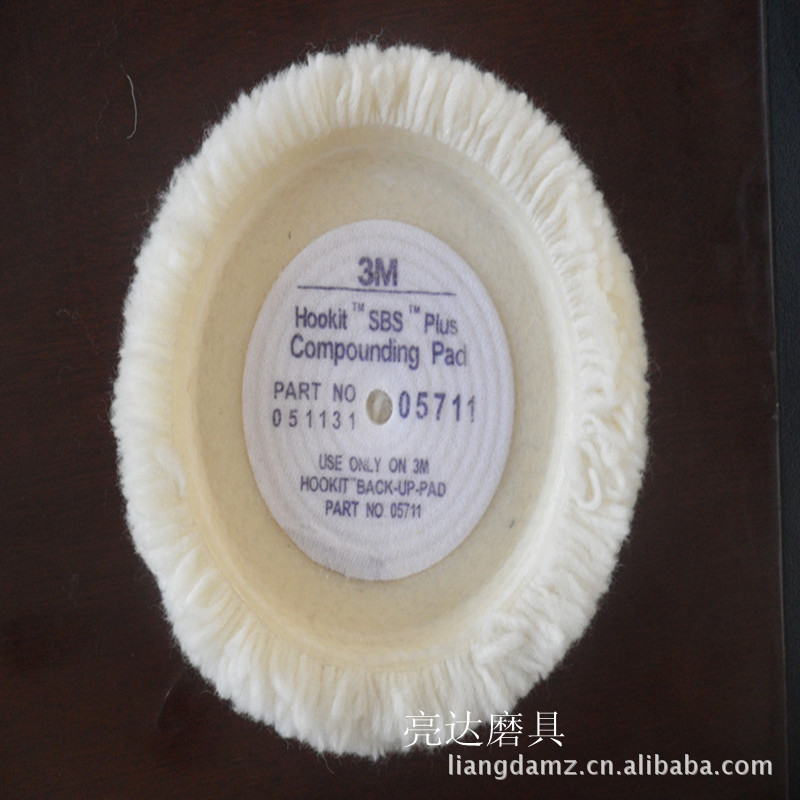 3M
Hookit™ SBS™ Plus
Compounding Pad
PART NO
051131 05711
USE ONLY ON 3M
HOOKIT™ BACK-UP-PAD
PART NO 05711
亮达磨具
liangdamz.cn.alibaba.com